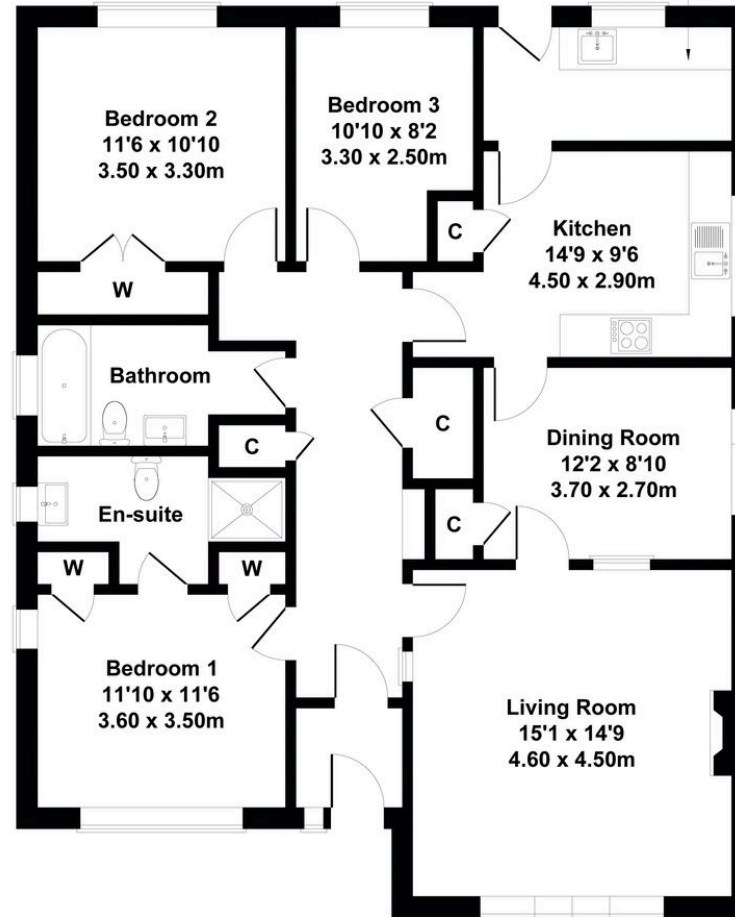 Bedroom 2
11'6 x 10'10
3.50 x 3.30m
Bedroom 3
10'10 x 8'2
3.30 x 2.50m
C
Kitchen
14'9 x 9'6
4.50 x 2.90m
W
Bathroom
C
C
Dining Room
12'2 x 8'10
3.70 x 2.70m
En-suite
C
W
W
Bedroom 1
11'10 x 11'6
3.60 x 3.50m
Living Room
15'1 x 14'9
4.60 x 4.50m